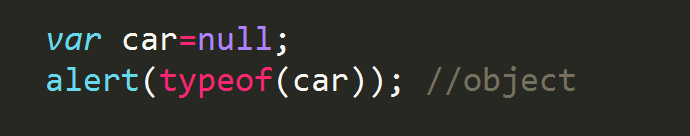 var car=null;
alert(typeof(car)); //object